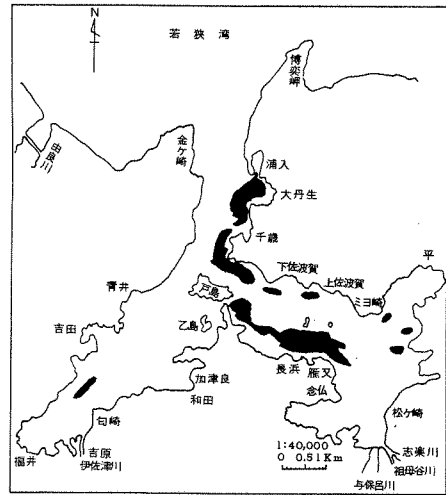 N
若狭湾
博奕岬
由良川
金ケ崎
浦入
大丹生
千歳
下佐波賀
上佐波賀
平
ミヨ崎
青井
戸島
吉田
乙島
長浜
雁又
加津良
念仏
和田
匂崎
松ケ崎
福井
吉原
伊佐津川
1:40,000
0 0.51Km
志楽川
祖母谷川
与保呂川